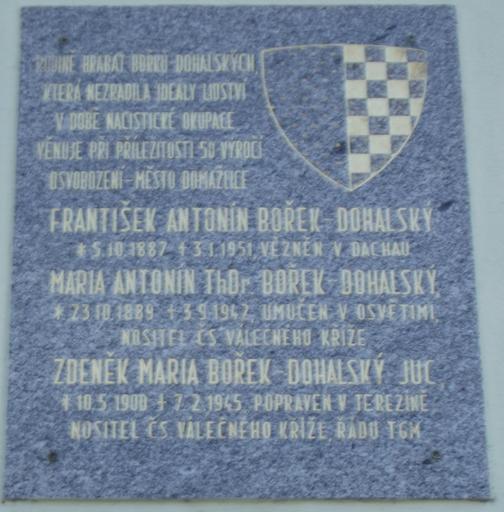 RODINĚ HRABAT BOŘKŮ DOHALSKÝCH,
KTERÁ NEZRADILA IDEÁLY LIDSTVÍ
V DOBĚ NACISTICKÉ OKUPACE
VĚNUJE PŘI PŘÍLEŽITOSTI 50 VÝROČÍ
OSVOBOZENÍ-MĚSTO DOMAŽLICE
FRANTIŠEK ANTONÍN BOŘEK-DOHALSKÝ
* 5.10.1887 + 3.1.1951, VĚZNĚN V DACHAU
MARIA ANTONÍN ThDr. BOŘEK-DOHALSKÝ,
* 23.10.1889 + 3.9.1942, UMUČEN V OSVĚTIMI,
NOSITEL ČS. VÁLEČNÉHO KŘÍŽE
ZDENĚK MARIA BOŘEK-DOHALSKÝ JUC.,
+ 10.5.1900 + 7.2.1945, POPRAVEN V TEREZÍNĚ
NOSITEL ČS. VÁLEČNÉHO KŘÍŽE, ŘÁDU TGM